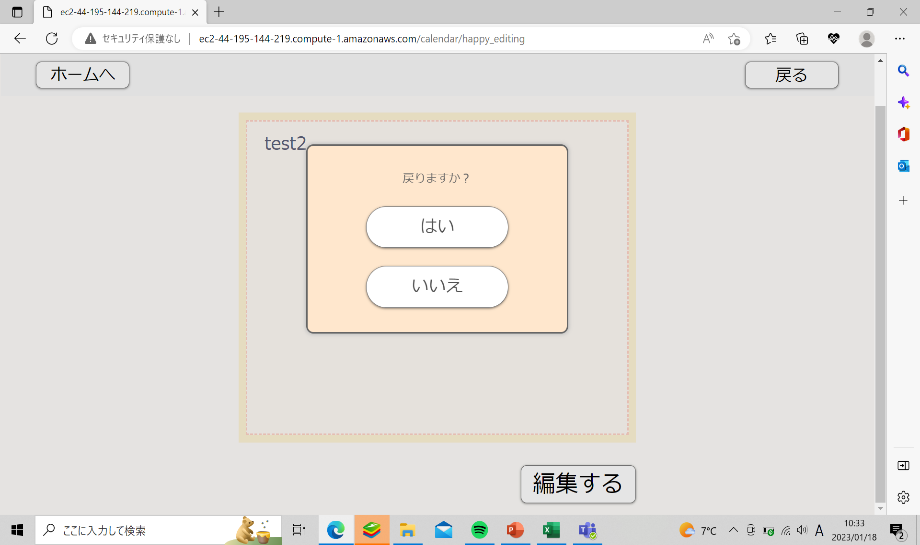 ec2-44-195-144-219.compute-1.
セキュリティ保護なし
ec2-44-195-144-219.compute-1.amazonaws.com/calendar/happy_editing
ホームへ
戻る
test2
戻りますか？
はい
いいえ
編集する
ここに入力して検索
7°C
A
10:33
2023/01/18
2